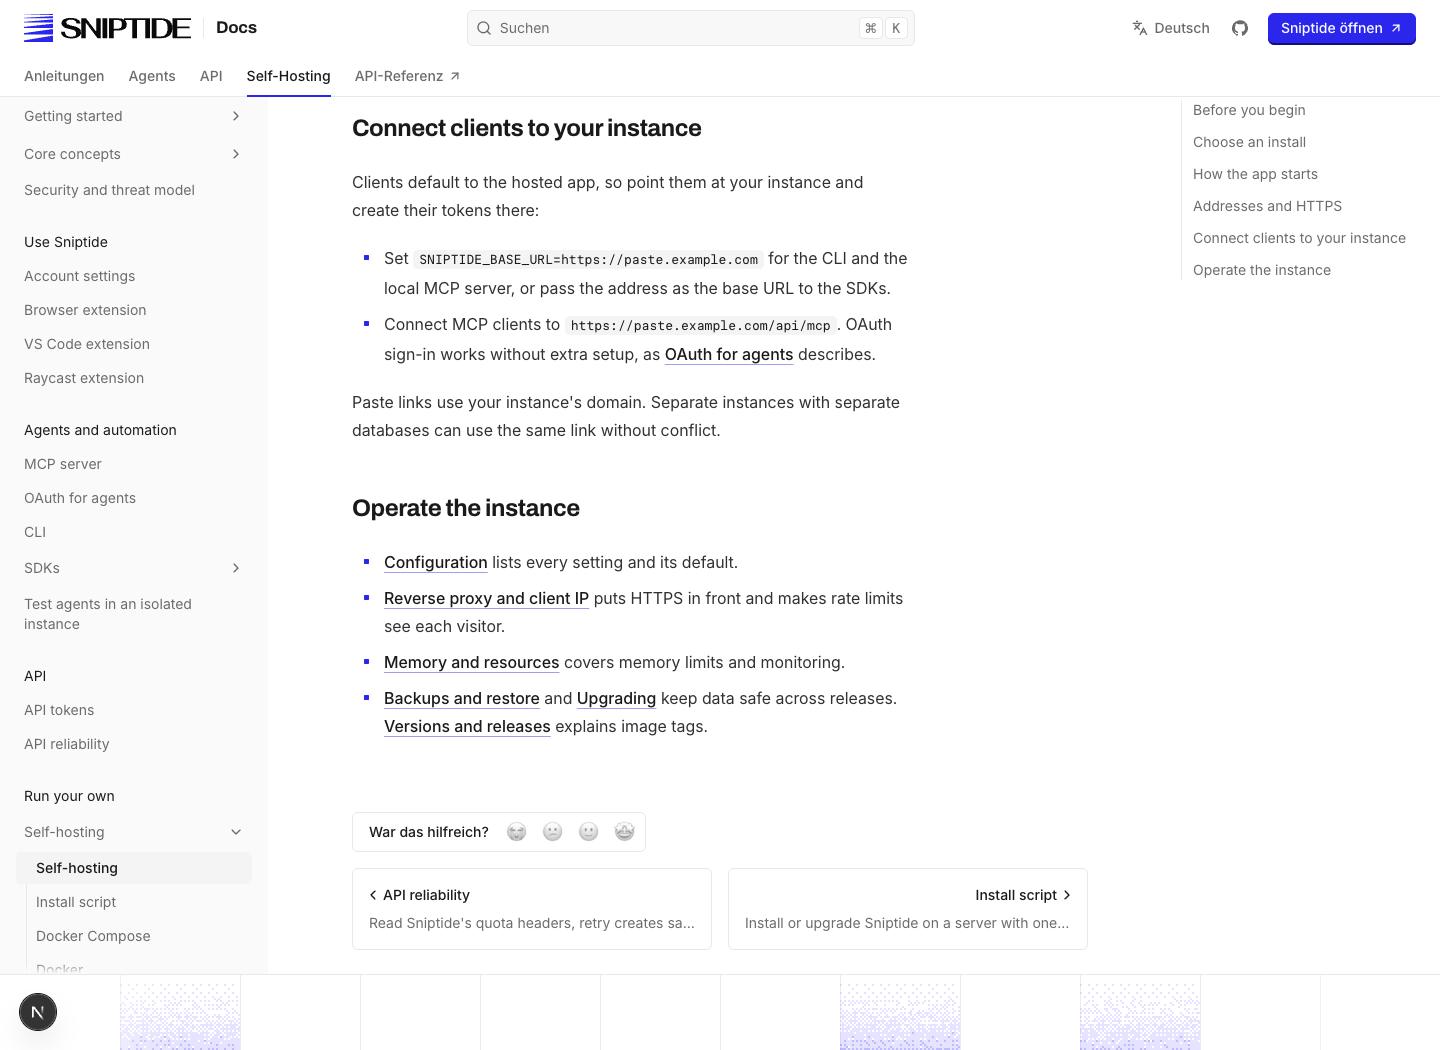 SNIPTIDE
Docs
Suchen
⌘ K
Deutsch
Sniptide öffnen
Anleitungen
Agents
API
Self-Hosting
API-Referenz
Getting started
Core concepts
Security and threat model
Use Sniptide
Account settings
Browser extension
VS Code extension
Raycast extension
Agents and automation
MCP server
OAuth for agents
CLI
SDKs
Test agents in an isolated
instance
API
API tokens
API reliability
Run your own
Self-hosting
Self-hosting
Install script
Docker Compose
Docker
Connect clients to your instance
Clients default to the hosted app, so point them at your instance and
create their tokens there:
Set SNIPTIDE_BASE_URL=https://paste.example.com for the CLI and the
local MCP server, or pass the address as the base URL to the SDKs.
Connect MCP clients to https://paste.example.com/api/mcp. OAuth
sign-in works without extra setup, as OAuth for agents describes.
Paste links use your instance's domain. Separate instances with separate
databases can use the same link without conflict.
Operate the instance
Configuration lists every setting and its default.
Reverse proxy and client IP puts HTTPS in front and makes rate limits
see each visitor.
Memory and resources covers memory limits and monitoring.
Backups and restore and Upgrading keep data safe across releases.
Versions and releases explains image tags.
War das hilfreich?
API reliability
Read Sniptide's quota headers, retry creates sa...
Install script
Install or upgrade Sniptide on a server with one...
Before you begin
Choose an install
How the app starts
Addresses and HTTPS
Connect clients to your instance
Operate the instance
N